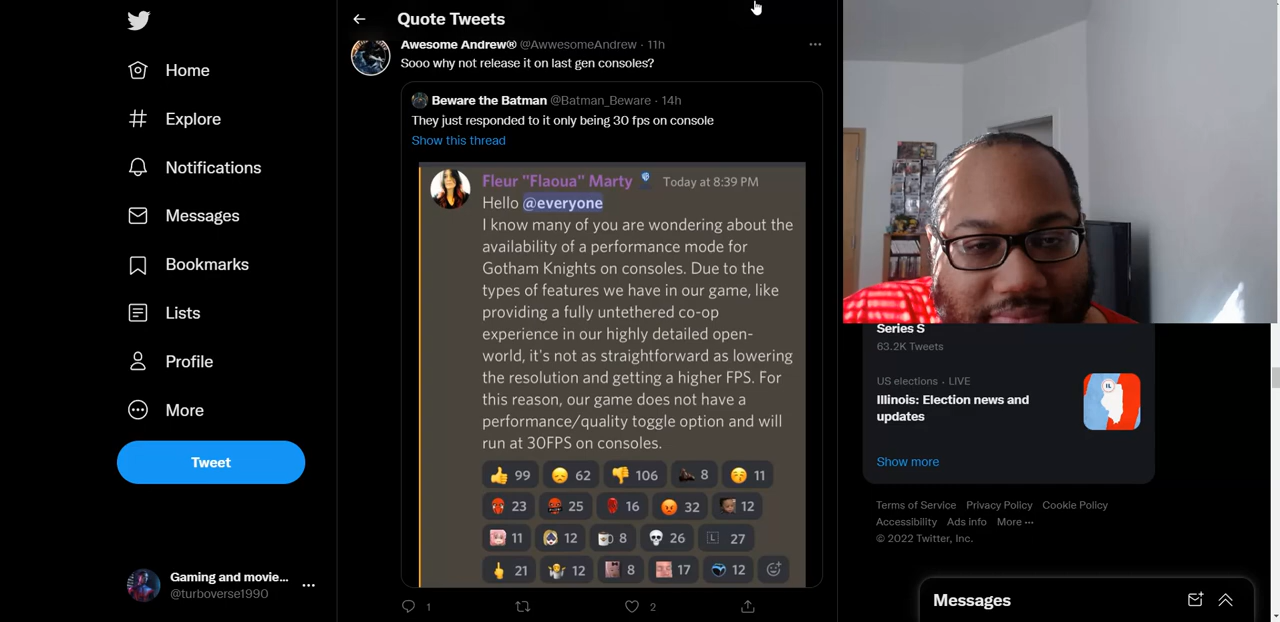 Quote Tweets
Awesome Andrew® @AwwesomeAndrew · 11h
Sooo why not release it on last gen consoles?
Beware the Batman @Batman_Beware · 14h
They just responded to it only being 30 fps on console
Show this thread
Fleur "Flaoua" Marty Today at 8:39 PM
Hello @everyone
I know many of you are wondering about the
availability of a performance mode for
Gotham Knights on consoles. Due to the
types of features we have in our game, like
providing a fully untethered co-op
experience in our highly detailed open-
world, it's not as straightforward as lowering
the resolution and getting a higher FPS. For
this reason, our game does not have a
performance/quality toggle option and will
run at 30FPS on consoles.
99 62 106 8 11
23 25 16 32 12
11 12 8 26 L 27
21 12 8 17 12
1 2
Home
Explore
Notifications
Messages
Bookmarks
Lists
Profile
More
Tweet
Gaming and movie...
@turboverse1990
Series S
63.2K Tweets
US elections · LIVE
Illinois: Election news and
updates
IL
Show more
Terms of Service Privacy Policy Cookie Policy
Accessibility Ads info More
© 2022 Twitter, Inc.
Messages